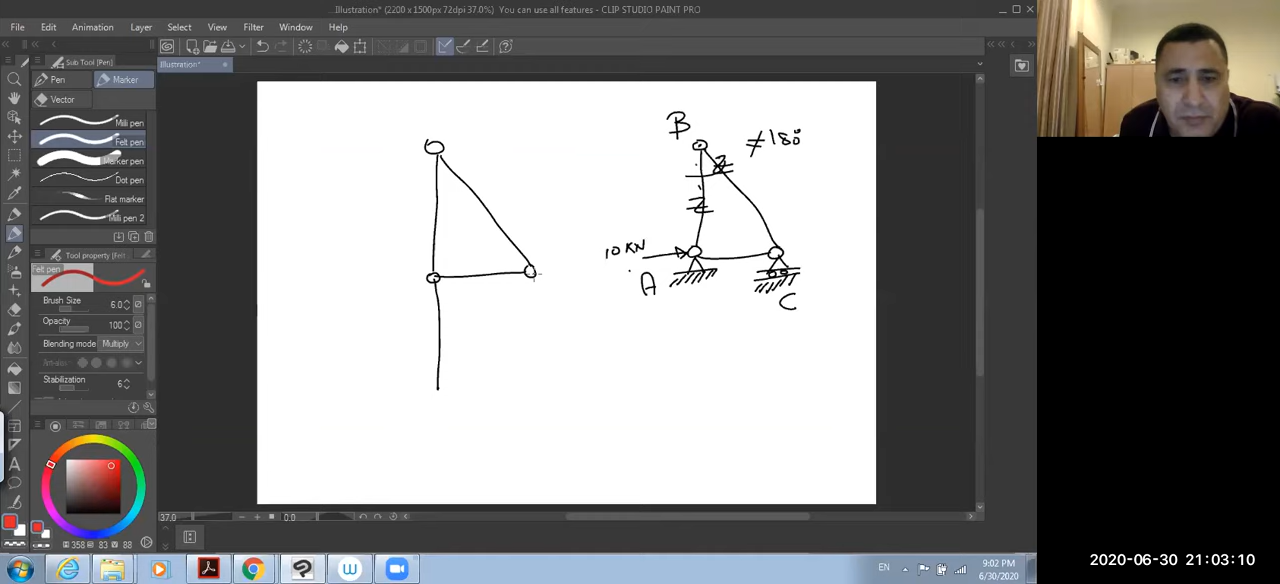 Illustration* (2200 x 1500px 72dpi 37.0%) You can use all features - CLIP STUDIO PAINT PRO
File Edit Animation Layer Select View Filter Window Help
Sub Tool [Pen]
Illustration*
Pen
Marker
Vector
Milli pen
Felt pen
Marker pen
Dot pen
Flat marker
Milli pen 2
Tool property [Felt
Felt pen
Brush Size 6.0
Opacity 100
Blending mode Multiply
Stabilization 6
358 83 88
37.0
0.0
B
≠180°
Z
Z
10 KN
A
C
EN
9:02 PM
6/30/2020
2020-06-30 21:03:10